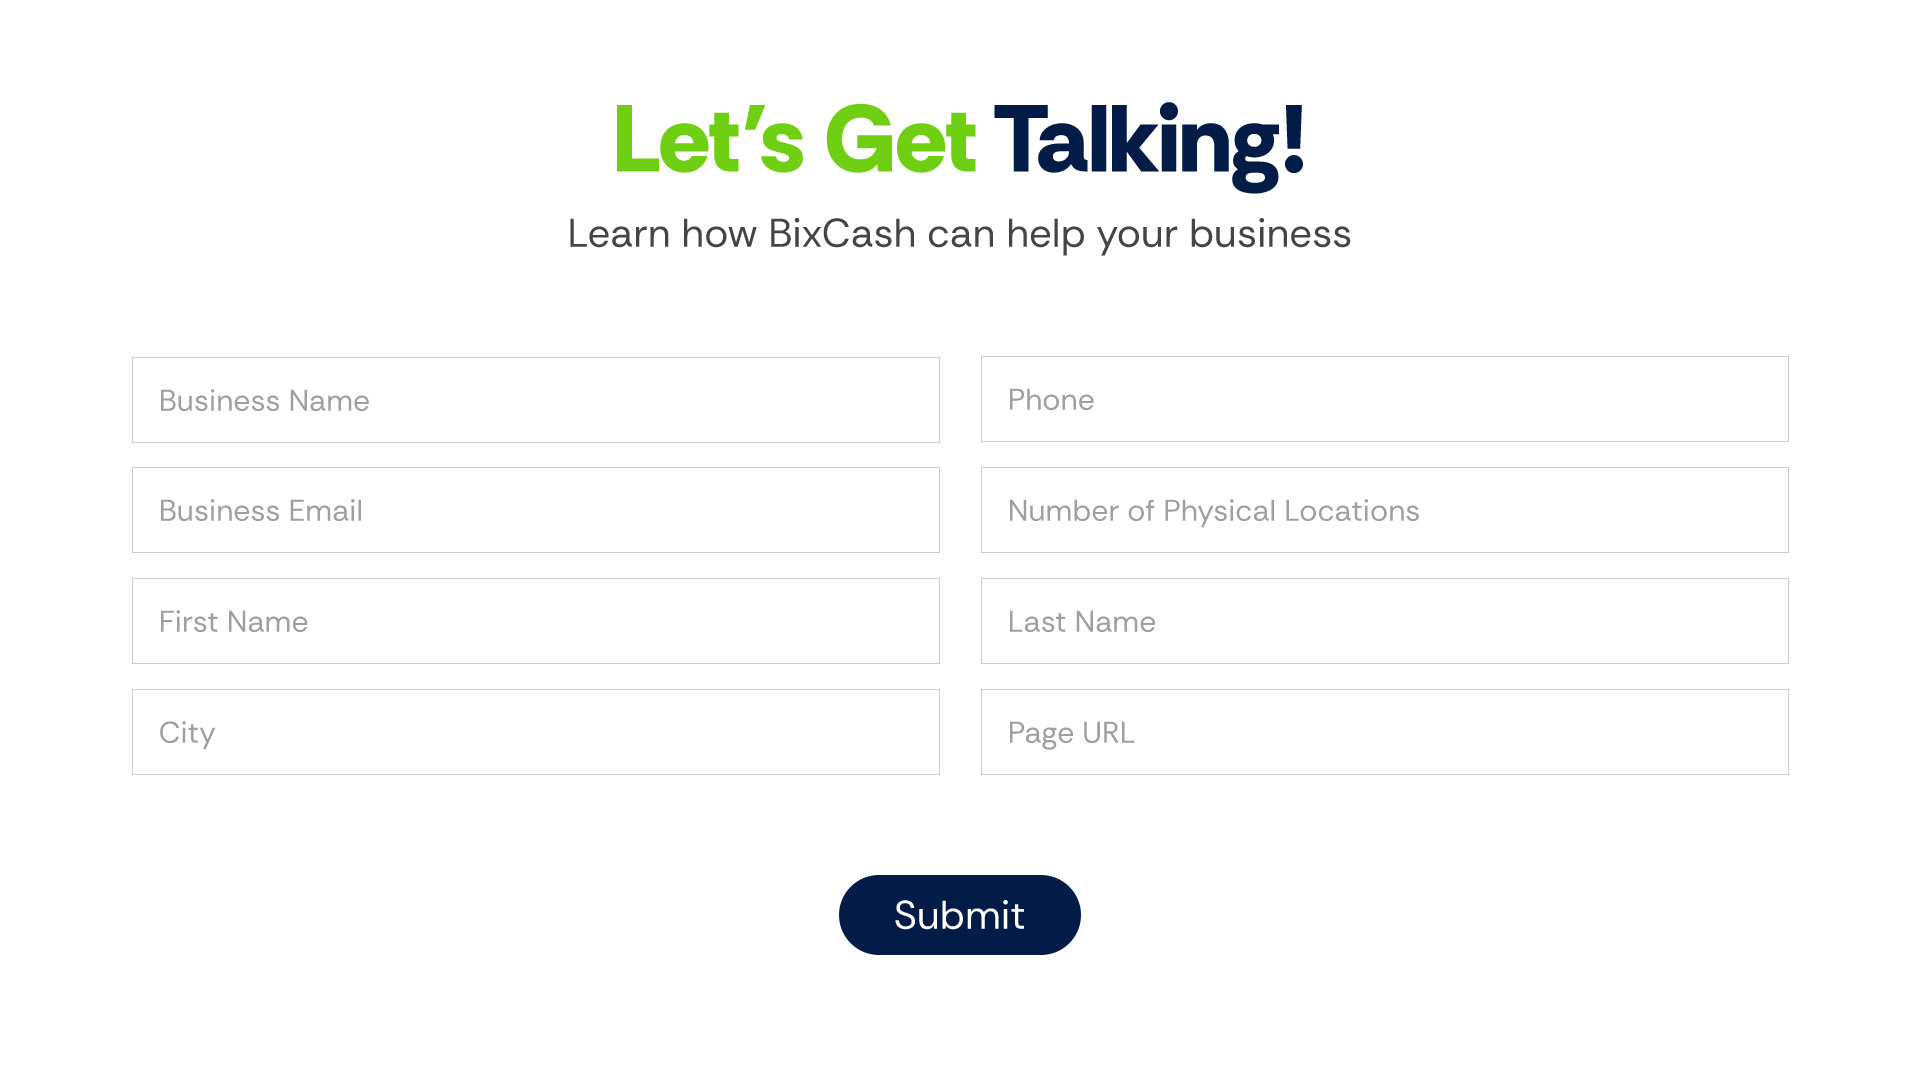 Let's Get Talking!
Learn how BixCash can help your business
Business Name
Phone
Business Email
Number of Physical Locations
First Name
Last Name
City
Page URL
Submit